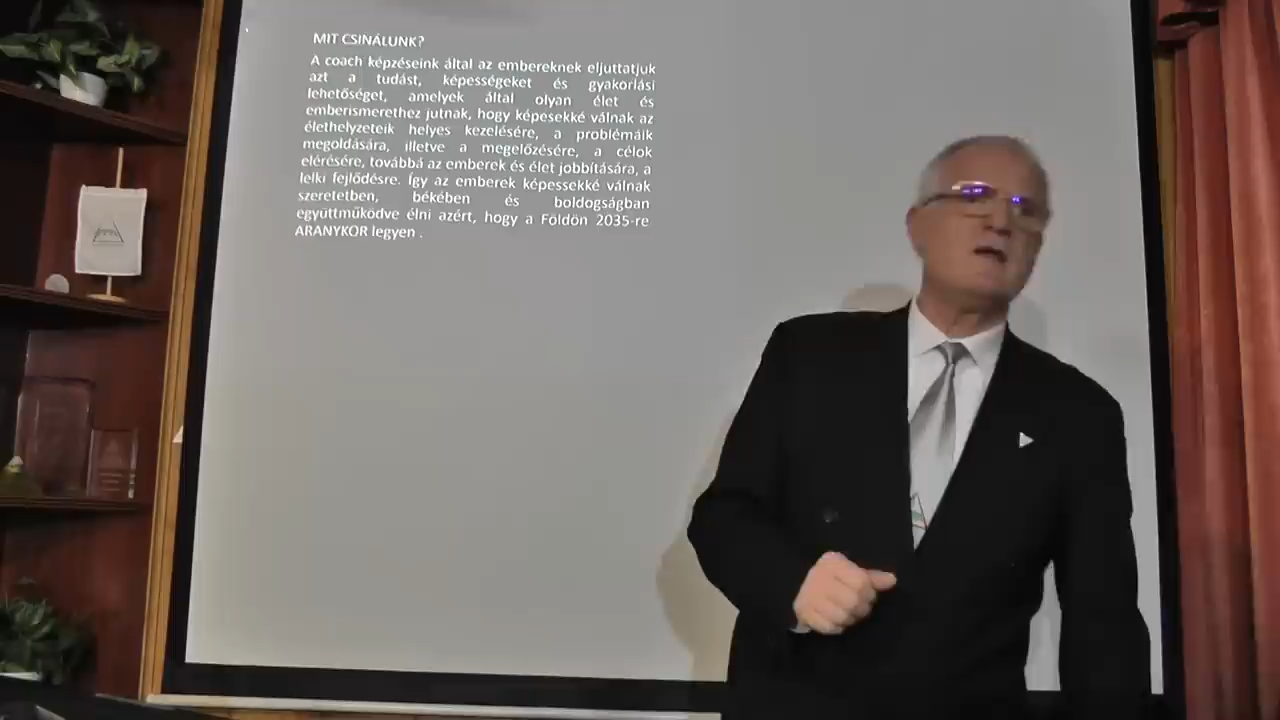 MIT CSINÁLUNK?
A coach képzéseink által az embereknek eljuttatjuk
azt a tudást, képességeket és gyakorlási
lehetőséget, amelyek által olyan élet és
emberismerethez jutnak, hogy képesekké válnak az
élethelyzeteik helyes kezelésére, a problémáik
megoldására, illetve a megelőzésére, a célok
elérésére, továbbá az emberek és élet jobbítására, a
lelki fejlődésre. Így az emberek képessekké válnak
szeretetben, békében és boldogságban
együttműködve élni azért, hogy a Földön 2035-re
ARANYKOR legyen .